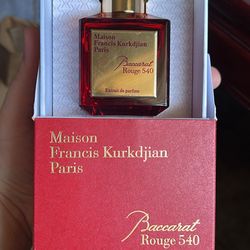 Maison
Francis Kurkdjian
Paris
Baccarat
Rouge 540
Extrait de parfum
Maison
Francis Kurkdjian
Paris
Baccarat
Rouge 540